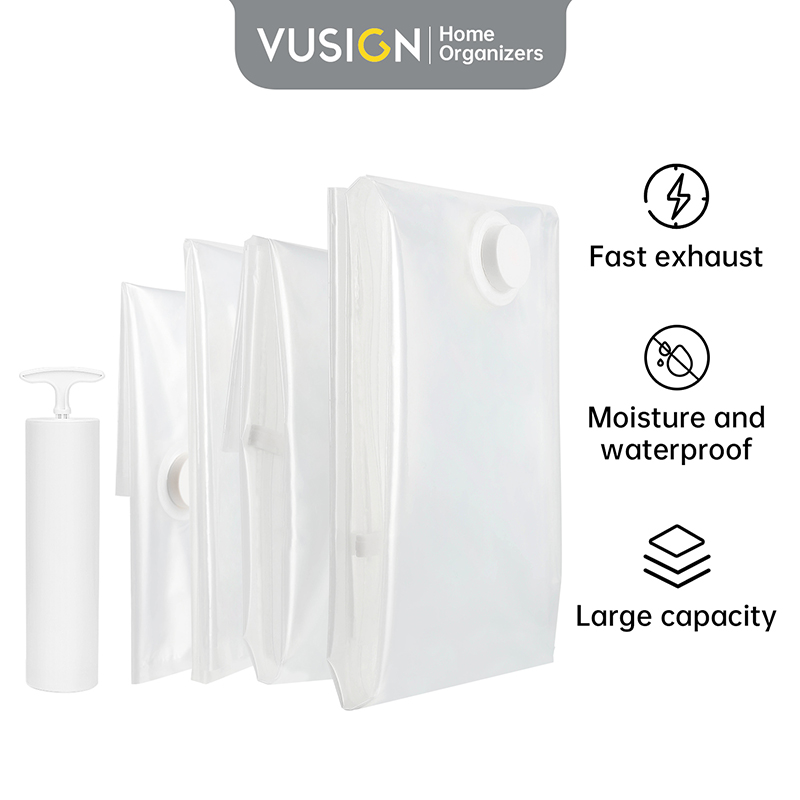 VUSIGN
Home
Organizers
Fast exhaust
Moisture and
waterproof
Large capacity